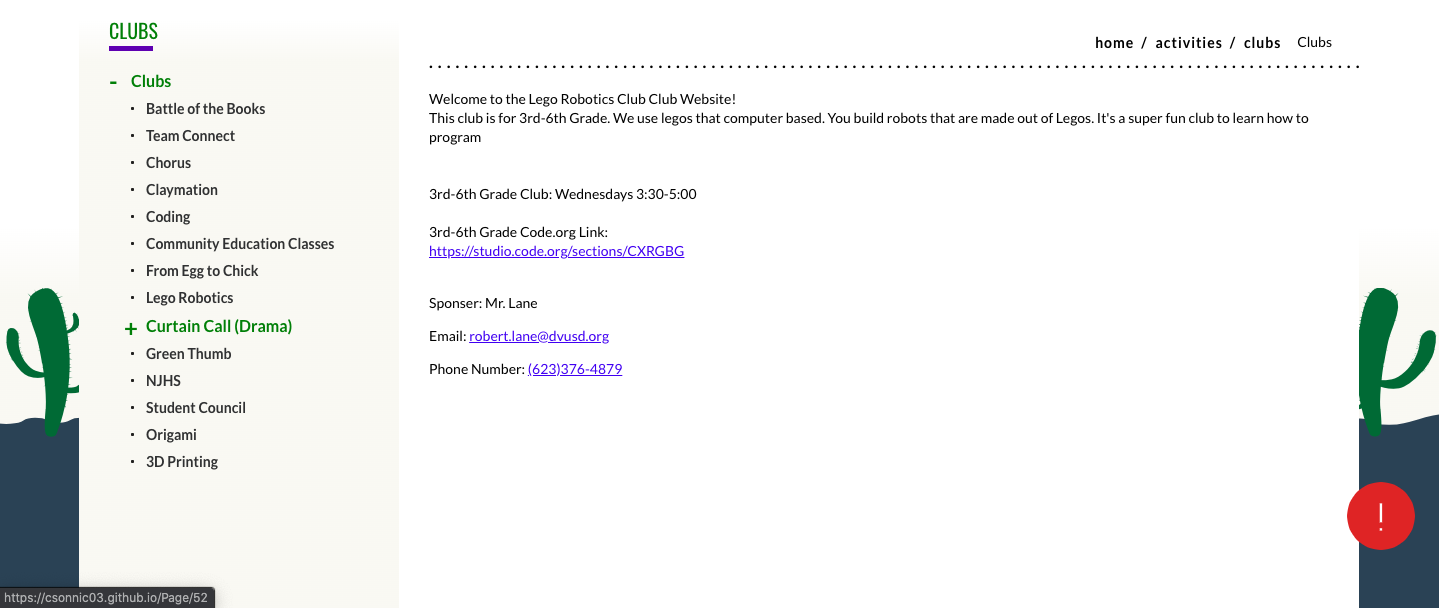 CLUBS
- Clubs
Battle of the Books
Team Connect
Chorus
Claymation
Coding
Community Education Classes
From Egg to Chick
Lego Robotics
+ Curtain Call (Drama)
Green Thumb
NJHS
Student Council
Origami
3D Printing
home / activities / clubs Clubs
Welcome to the Lego Robotics Club Club Website!
This club is for 3rd-6th Grade. We use legos that computer based. You build robots that are made out of Legos. It's a super fun club to learn how to
program
3rd-6th Grade Club: Wednesdays 3:30-5:00
3rd-6th Grade Code.org Link:
https://studio.code.org/sections/CXRGBG
Sponser: Mr. Lane
Email: robert.lane@dvusd.org
Phone Number: (623)376-4879
!
https://csonnic03.github.io/Page/52